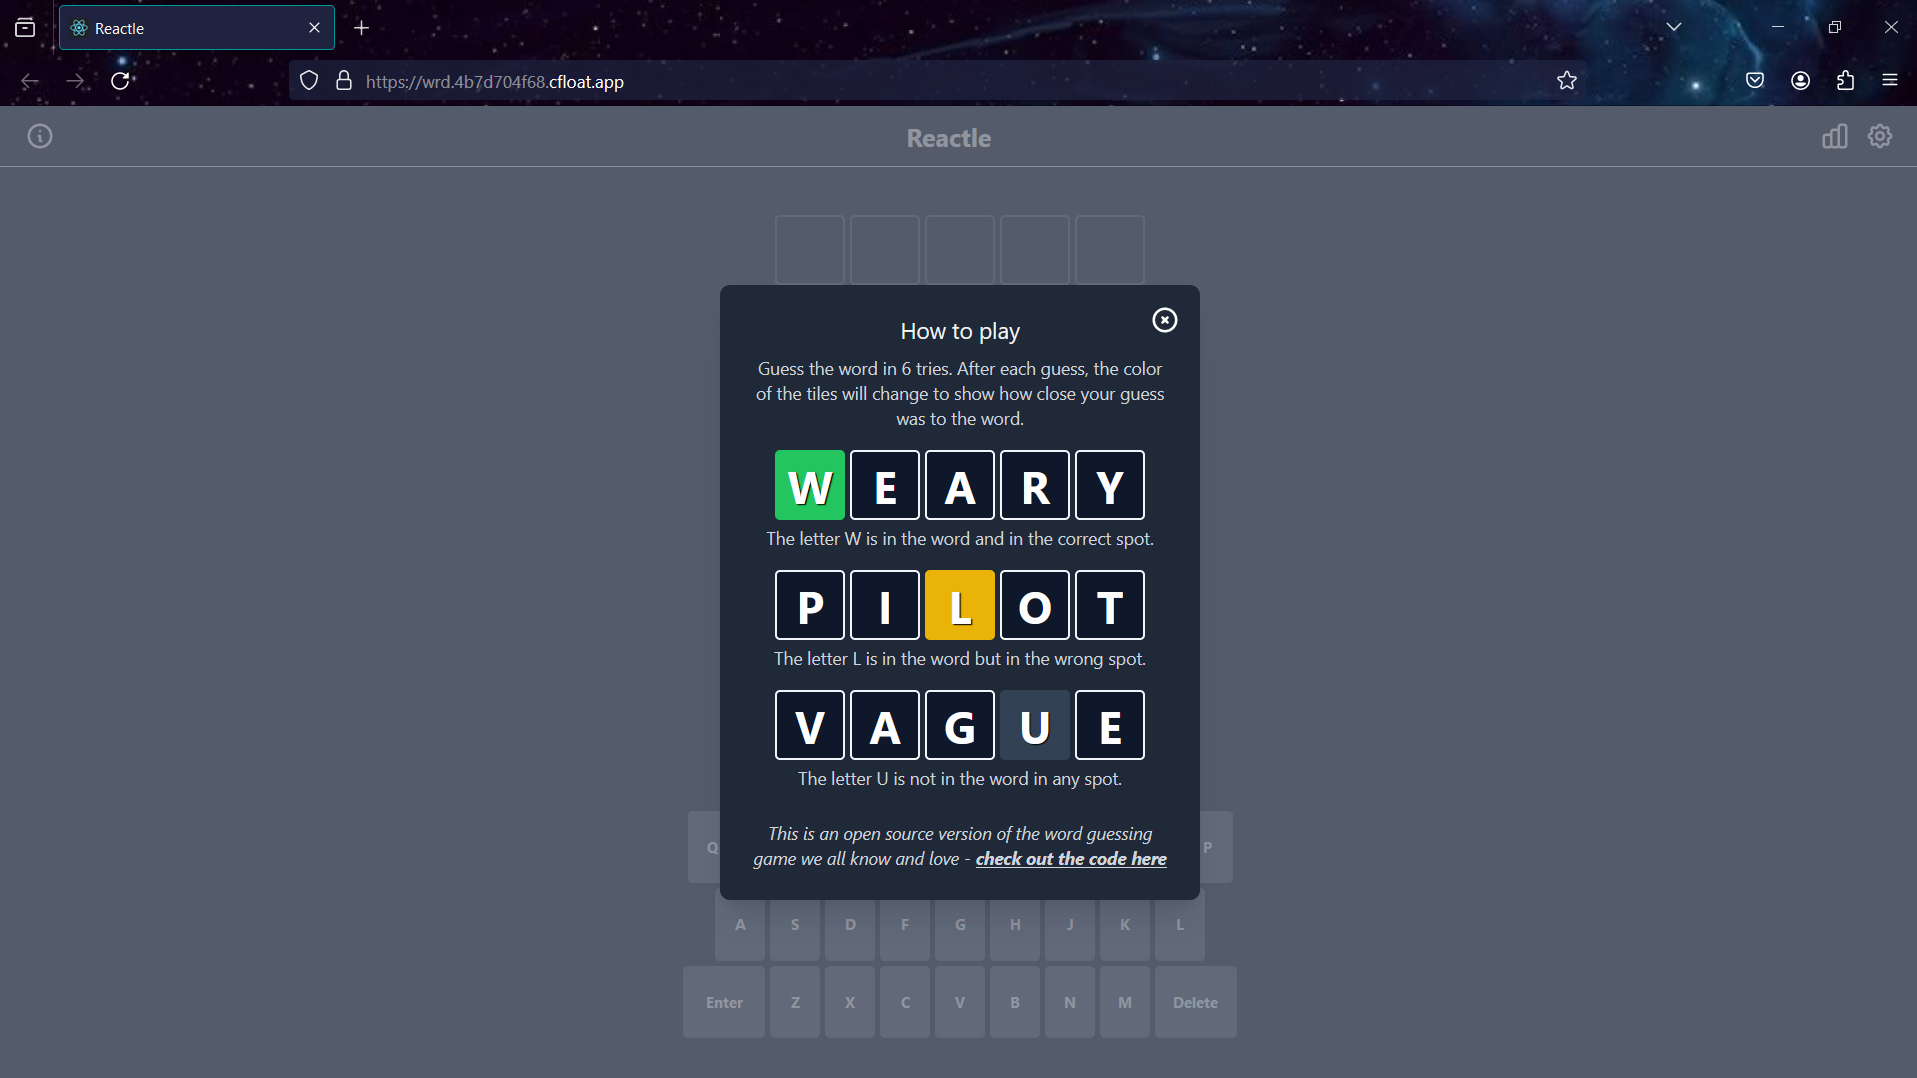 Reactle
https://wrd.4b7d704f68.cfloat.app
Reactle
How to play
Guess the word in 6 tries. After each guess, the color
of the tiles will change to show how close your guess
was to the word.
W E A R Y
The letter W is in the word and in the correct spot.
P I L O T
The letter L is in the word but in the wrong spot.
V A G U E
The letter U is not in the word in any spot.
This is an open source version of the word guessing
game we all know and love - check out the code here
Q P
A S D F G H J K L
Enter Z X C V B N M Delete